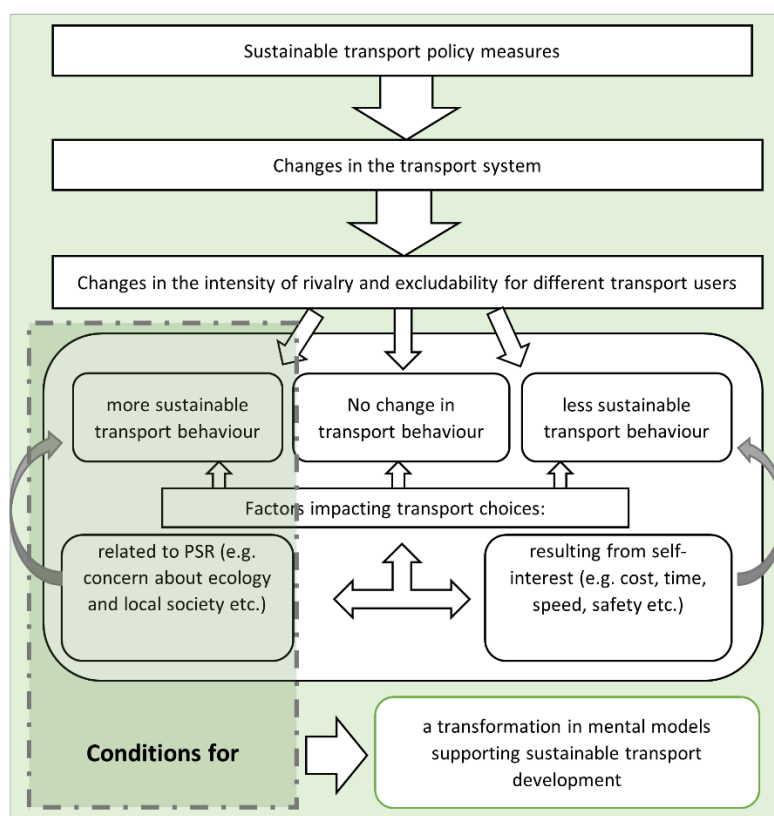 Sustainable transport policy measures
Changes in the transport system
Changes in the intensity of rivalry and excludability for different transport users
more sustainable
transport behaviour
No change in
transport behaviour
less sustainable
transport behaviour
Factors impacting transport choices:
related to PSR (e.g.
concern about ecology
and local society etc.)
resulting from self-
interest (e.g. cost, time,
speed, safety etc.)
Conditions for
a transformation in mental models
supporting sustainable transport
development